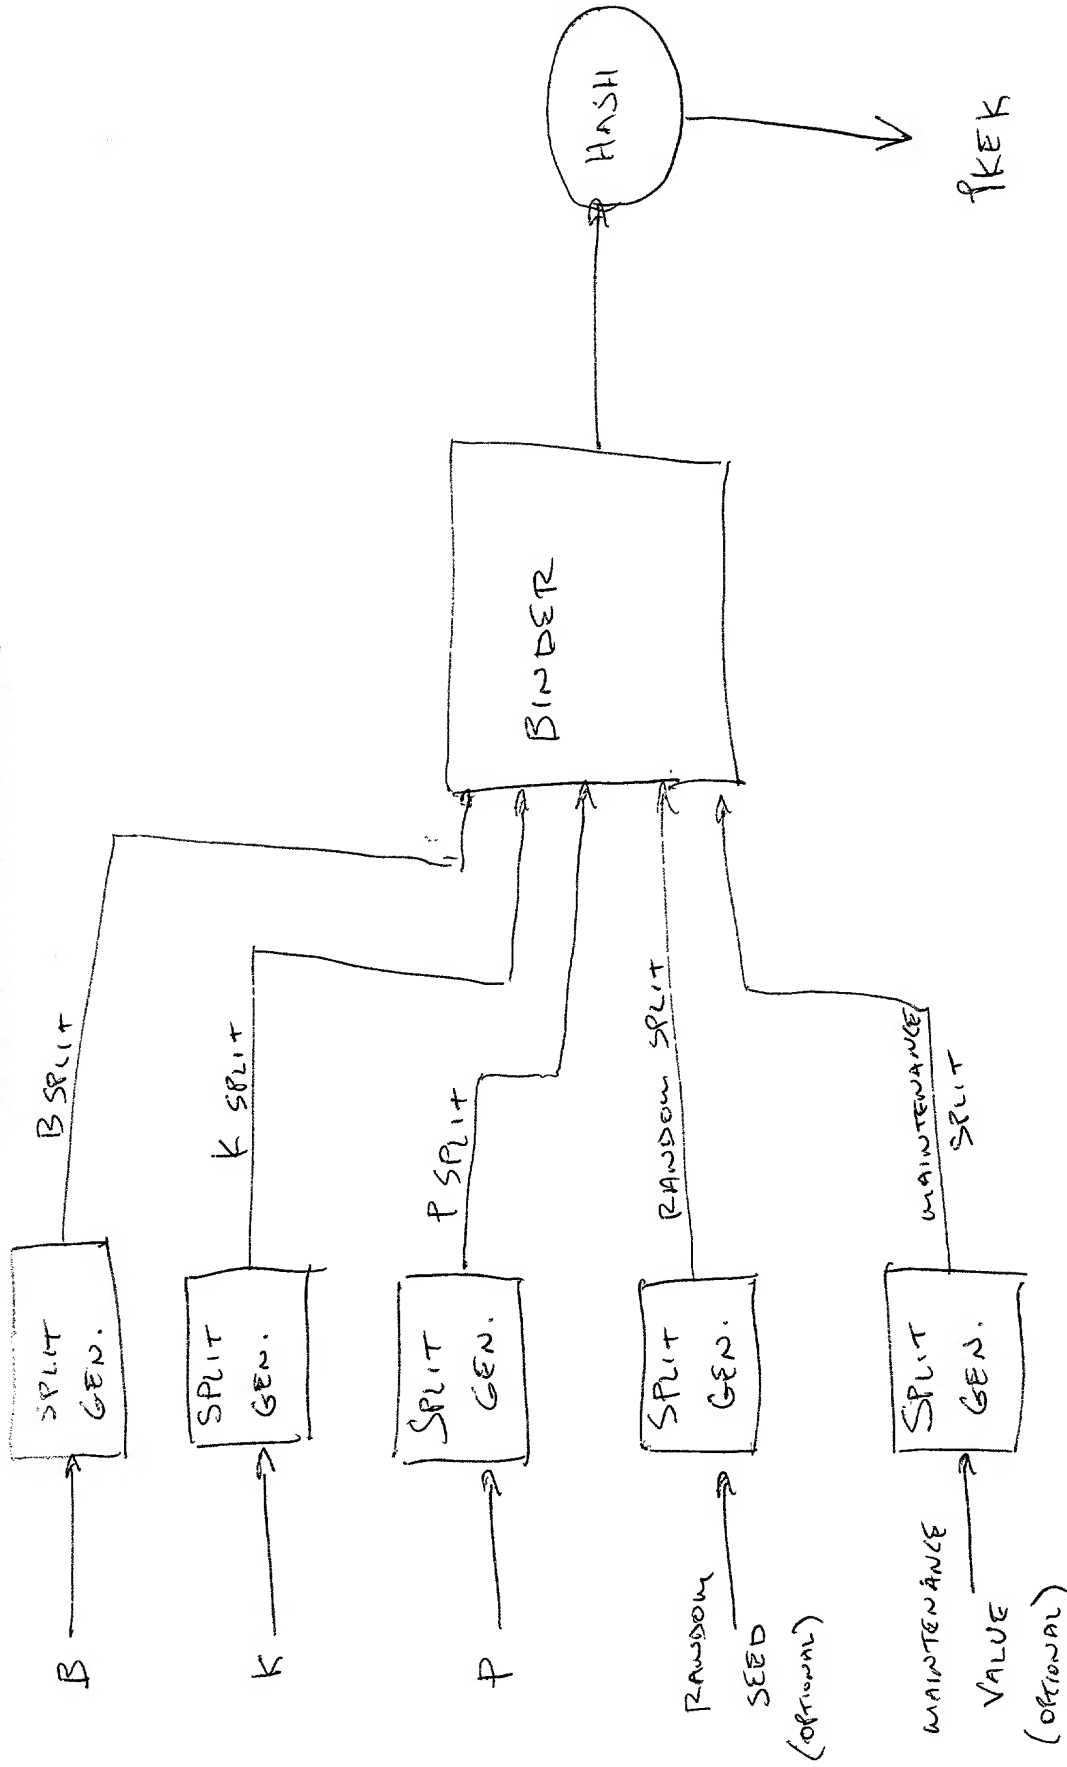 B
SPLIT
GEN.
B SPLIT
K
SPLIT
GEN.
K SPLIT
P
SPLIT
GEN.
P SPLIT
RANDOM
SEED
(OPTIONAL)
SPLIT
GEN.
RANDOM SPLIT
MAINTENANCE
VALUE
(OPTIONAL)
SPLIT
GEN.
MAINTENANCE
SPLIT
BINDER
HASH
PKEK